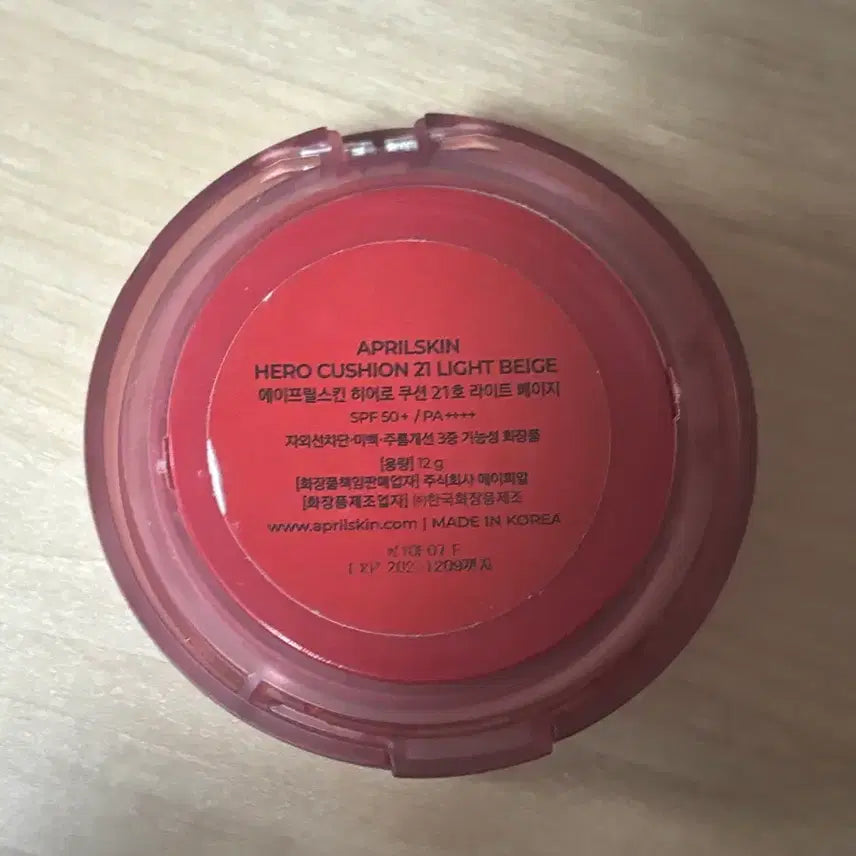 APRILSKIN
HERO CUSHION 21 LIGHT BEIGE
에이프릴스킨 히어로 쿠션 21호 라이트 베이지
SPF 50+ / PA++++
자외선차단·미백·주름개선 3중 기능성 화장품
[용량] 12 g
[화장품책임판매업자] 주식회사 에이피알
[화장품제조업자] ㈜한국화장품제조
www.aprilskin.com | MADE IN KOREA